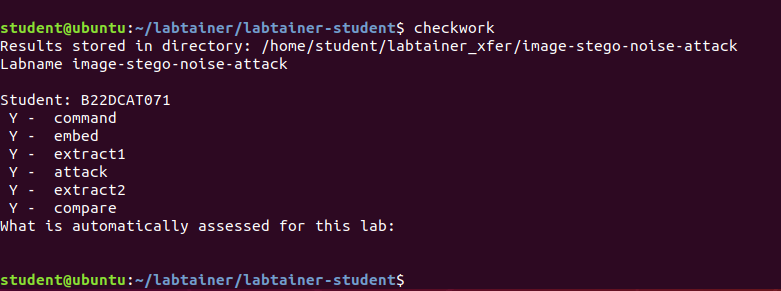 student@ubuntu:~/labtainer/labtainer-student$ checkwork
Results stored in directory: /home/student/labtainer_xfer/image-stego-noise-attack
Labname image-stego-noise-attack
Student: B22DCAT071
Y - command
Y - embed
Y - extract1
Y - attack
Y - extract2
Y - compare
What is automatically assessed for this lab:
student@ubuntu:~/labtainer/labtainer-student$